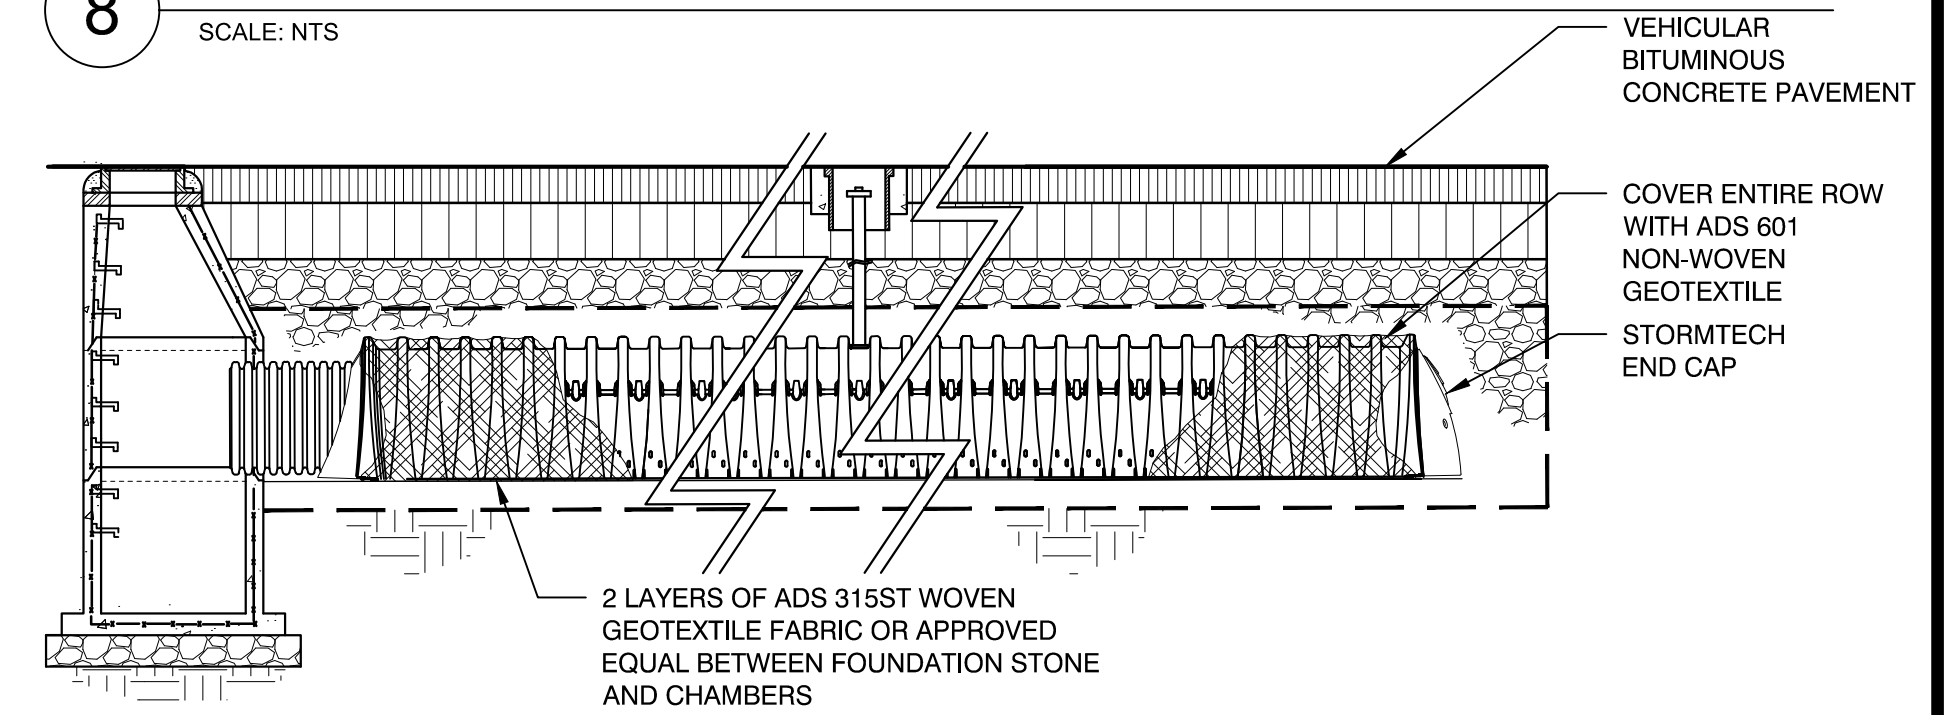 8
SCALE: NTS
VEHICULAR
BITUMINOUS
CONCRETE PAVEMENT
COVER ENTIRE ROW
WITH ADS 601
NON-WOVEN
GEOTEXTILE
STORMTECH
END CAP
2 LAYERS OF ADS 315ST WOVEN
GEOTEXTILE FABRIC OR APPROVED
EQUAL BETWEEN FOUNDATION STONE
AND CHAMBERS